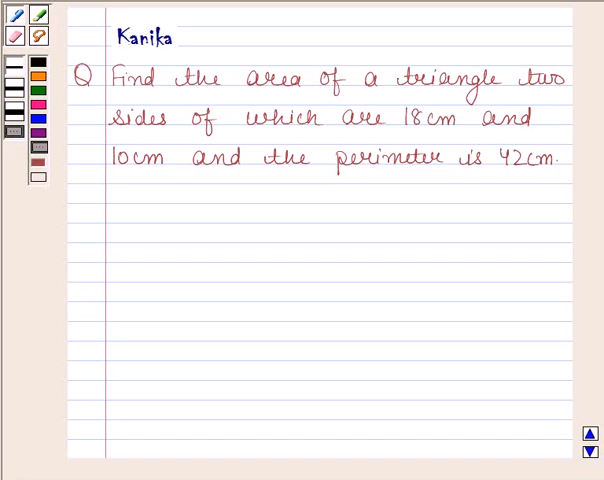 Kanika
Q Find the area of a triangle two
sides of which are 18cm and
10cm and the perimeter is 42cm.